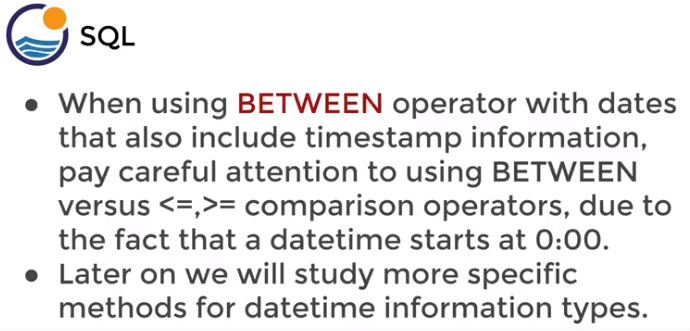 SQL
● When using BETWEEN operator with dates
that also include timestamp information,
pay careful attention to using BETWEEN
versus <=,>= comparison operators, due to
the fact that a datetime starts at 0:00.
● Later on we will study more specific
methods for datetime information types.